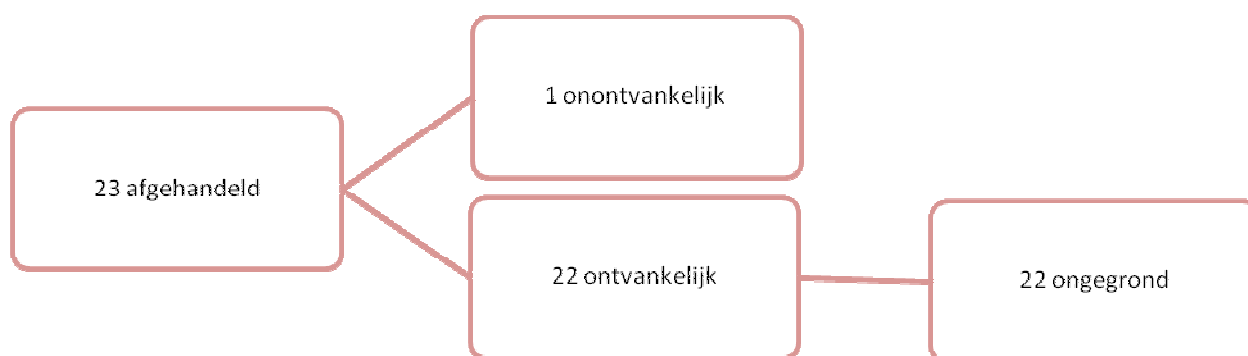 1 onontvankelijk
23 afgehandeld
22 ontvankelijk
22 ongegrond